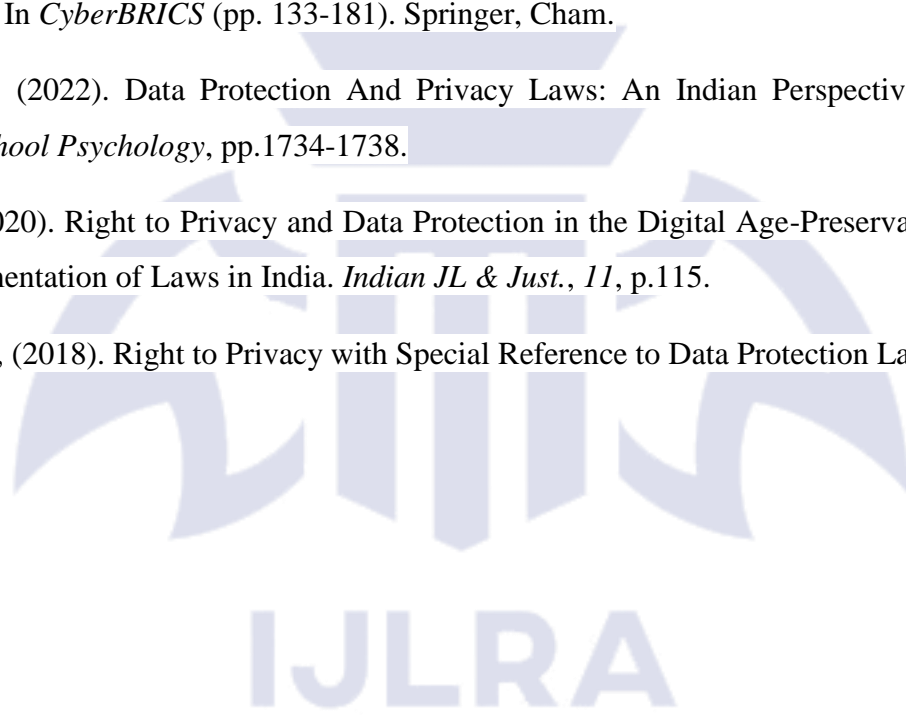 In CyberBRICS (pp. 133-181). Springer, Cham.
(2022). Data Protection And Privacy Laws: An Indian Perspectiv
hool Psychology, pp.1734-1738.
020). Right to Privacy and Data Protection in the Digital Age-Preserva
nentation of Laws in India. Indian JL & Just., 11, p.115.
, (2018). Right to Privacy with Special Reference to Data Protection La
IJLRA